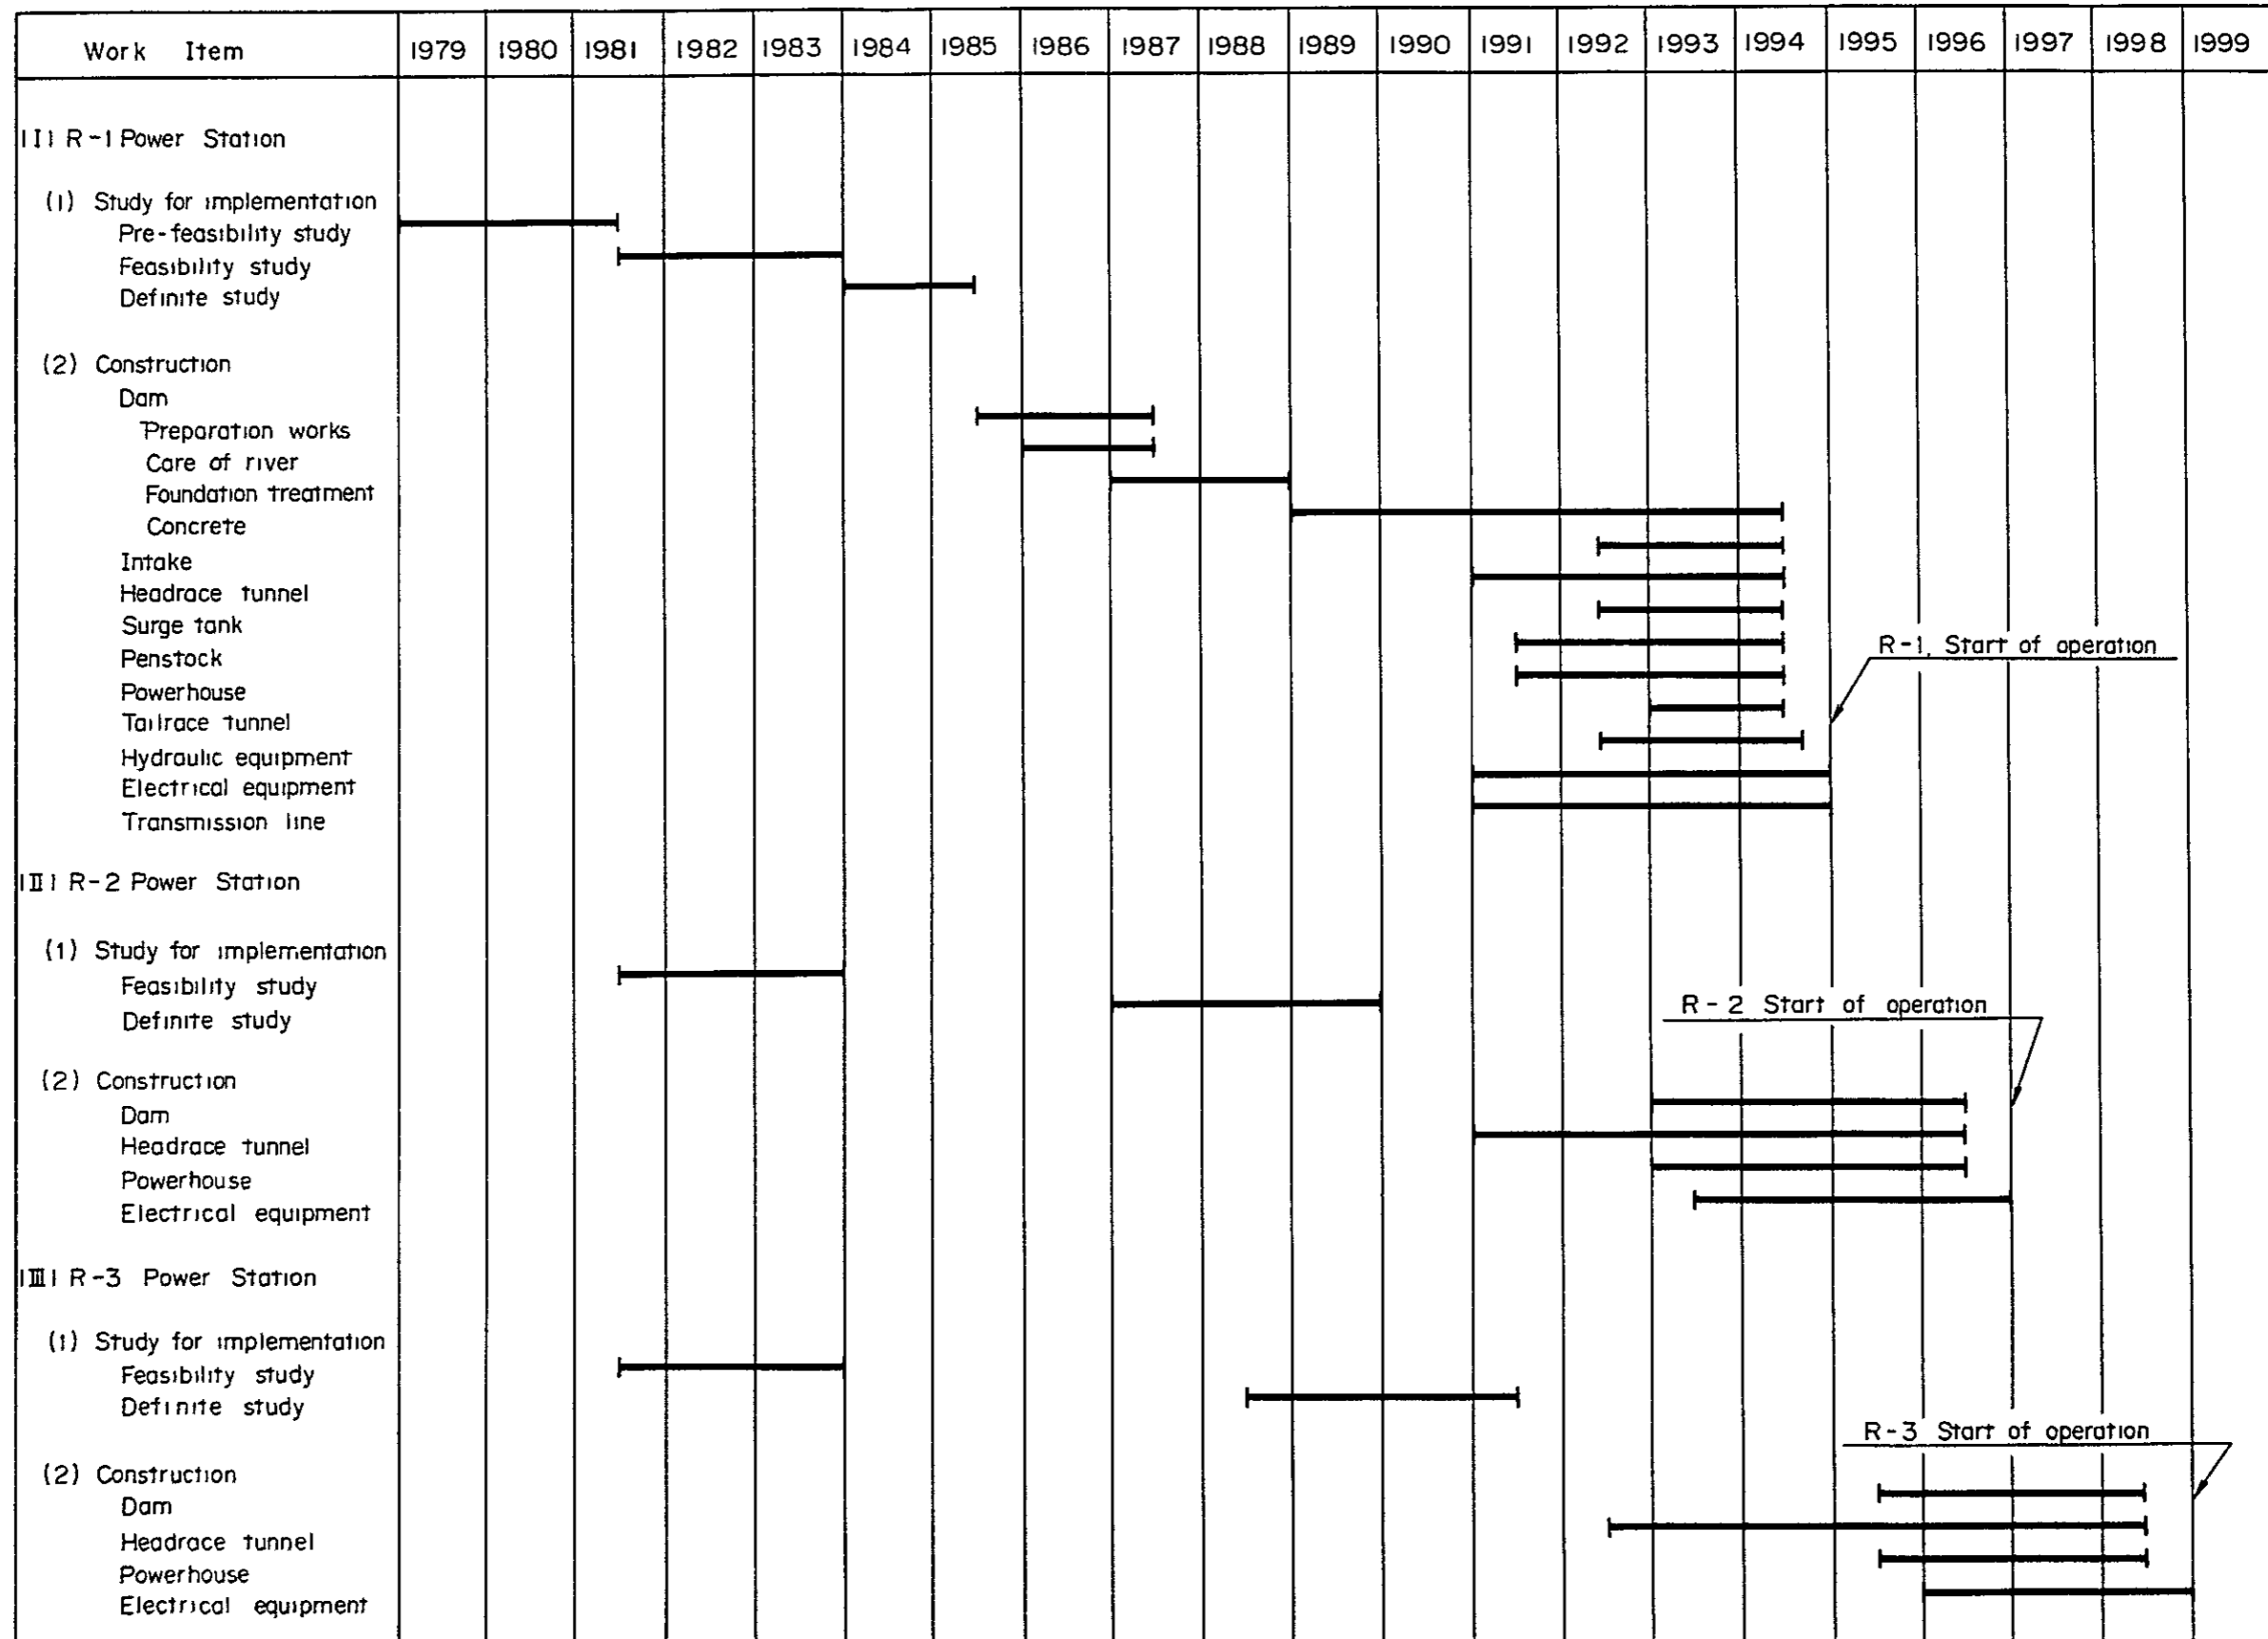 Work Item 1979 1980 1981 1982 1983 1984 1985 1986 1987 1988 1989 1990 1991 1992 1993 1994 1995 1996 1997 1998 1999
(I) R-1 Power Station
(1) Study for implementation
Pre-feasibility study
Feasibility study
Definite study
(2) Construction
Dam
Preparation works
Care of river
Foundation treatment
Concrete
Intake
Headrace tunnel
Surge tank
Penstock
R-1. Start of operation
Powerhouse
Tailrace tunnel
Hydraulic equipment
Electrical equipment
Transmission line
(II) R-2 Power Station
(1) Study for implementation
Feasibility study
R-2 Start of operation
Definite study
(2) Construction
Dam
Headrace tunnel
Powerhouse
Electrical equipment
(III) R-3 Power Station
(1) Study for implementation
Feasibility study
Definite study
R-3 Start of operation
(2) Construction
Dam
Headrace tunnel
Powerhouse
Electrical equipment